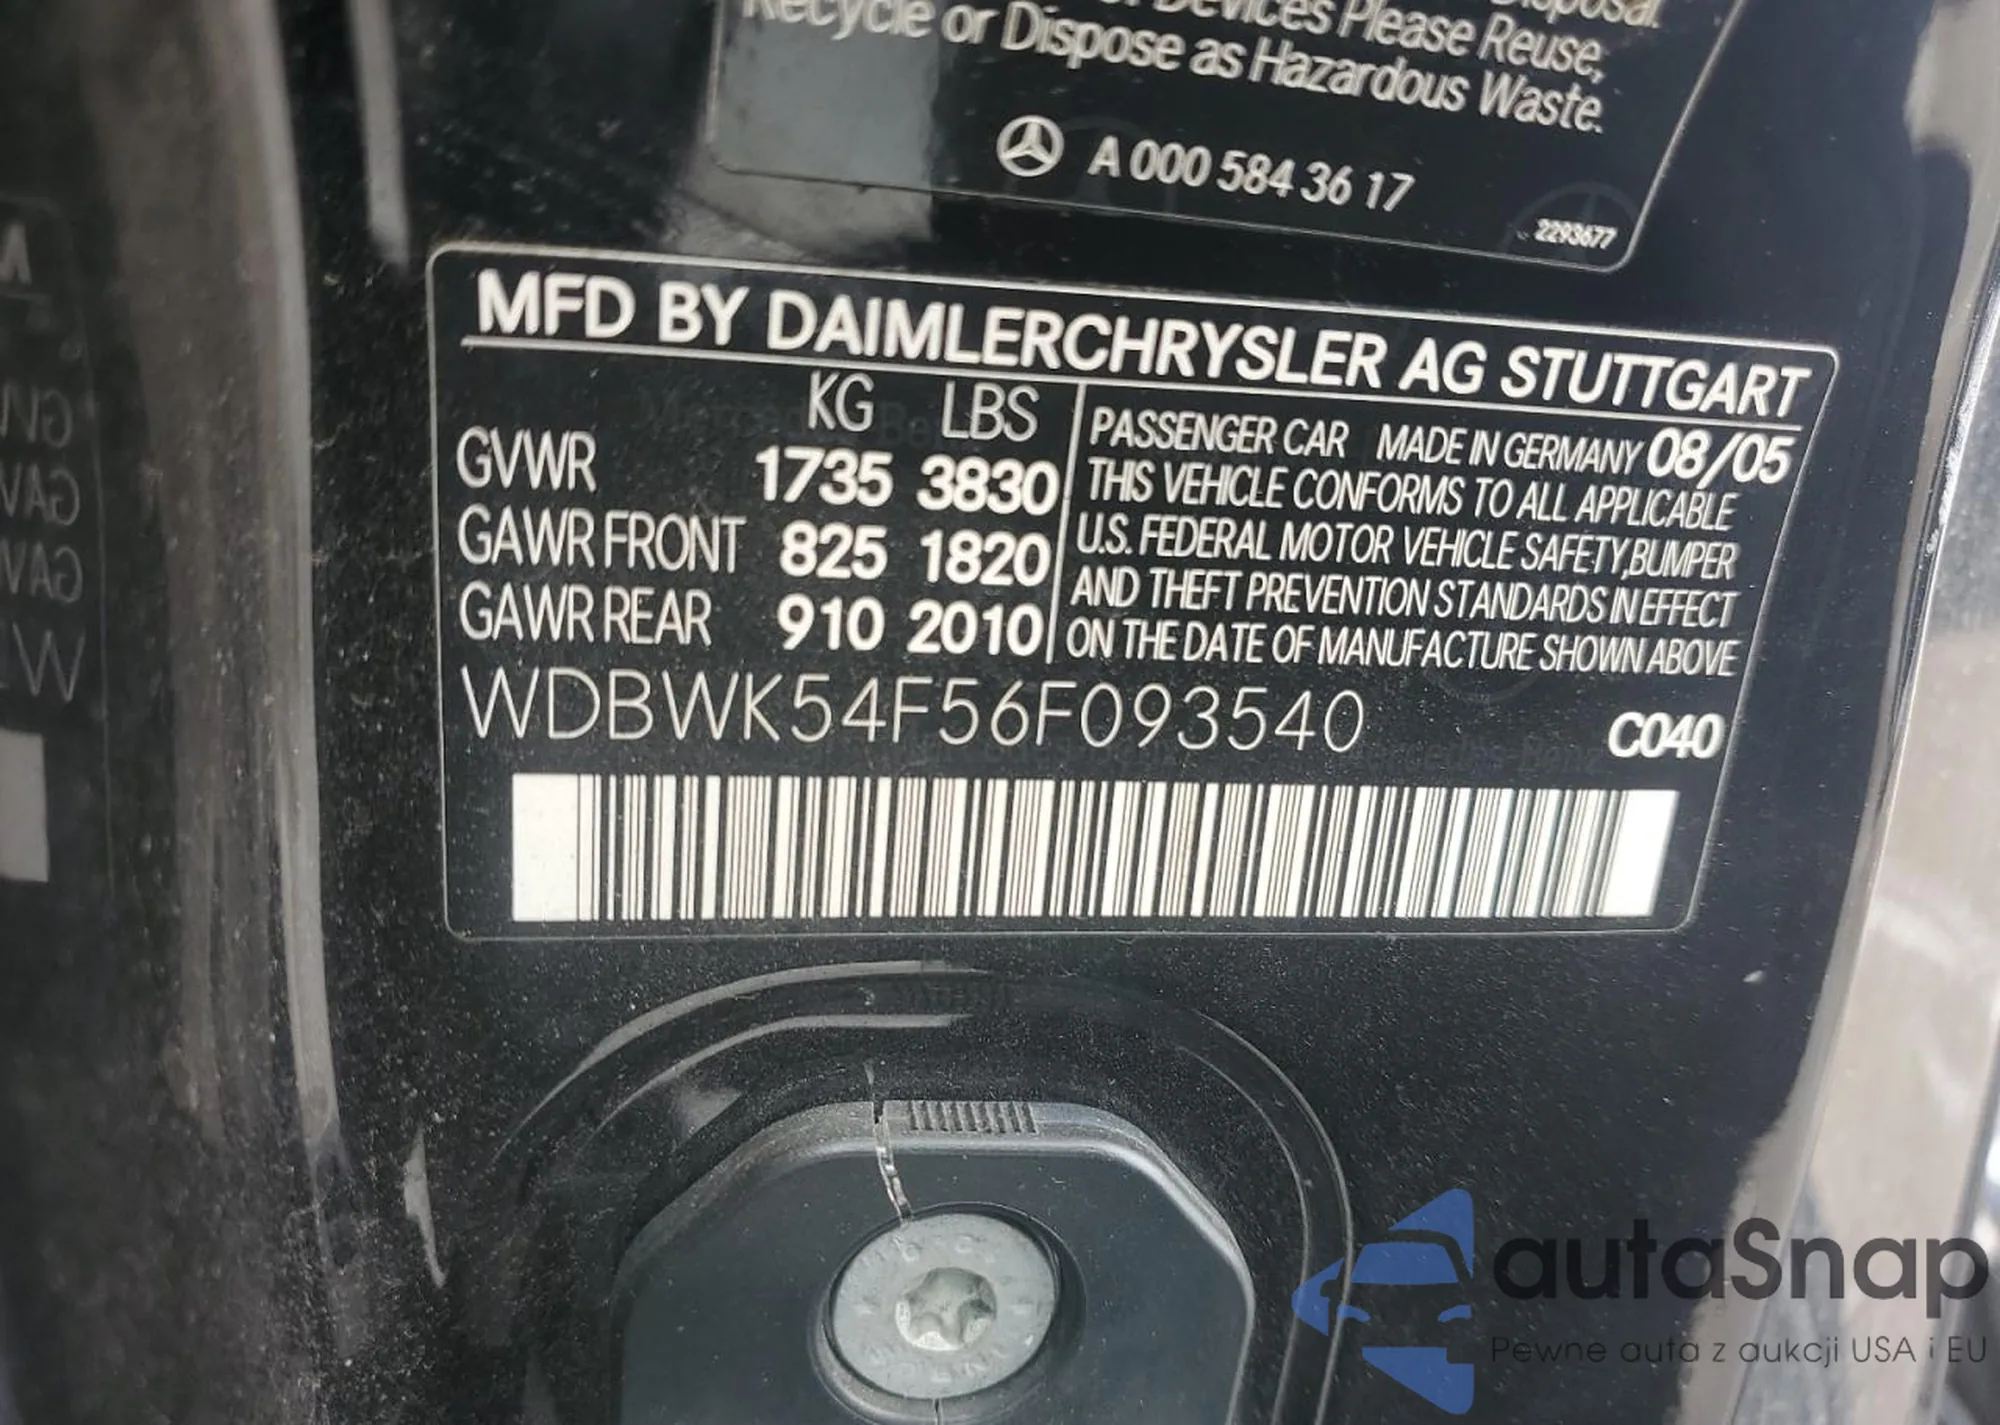 Devices Please Reuse,
Recycle or Dispose as Hazardous Waste.
A 000 584 36 17
2293677
MFD BY DAIMLERCHRYSLER AG STUTTGART
KG LBS
GVWR 1735 3830
GAWR FRONT 825 1820
GAWR REAR 910 2010
PASSENGER CAR MADE IN GERMANY 08/05
THIS VEHICLE CONFORMS TO ALL APPLICABLE
U.S. FEDERAL MOTOR VEHICLE SAFETY, BUMPER
AND THEFT PREVENTION STANDARDS IN EFFECT
ON THE DATE OF MANUFACTURE SHOWN ABOVE
WDBWK54F56F093540
C040
autaSnap
Pewne auta z aukcji USA i EU